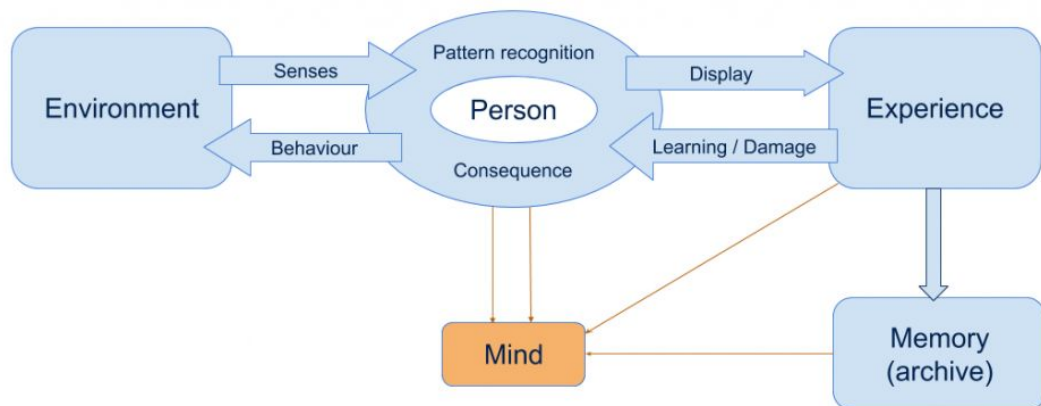 Pattern recognition
Senses
Display
Environment
Person
Experience
Behaviour
Learning / Damage
Consequence
Mind
Memory
(archive)